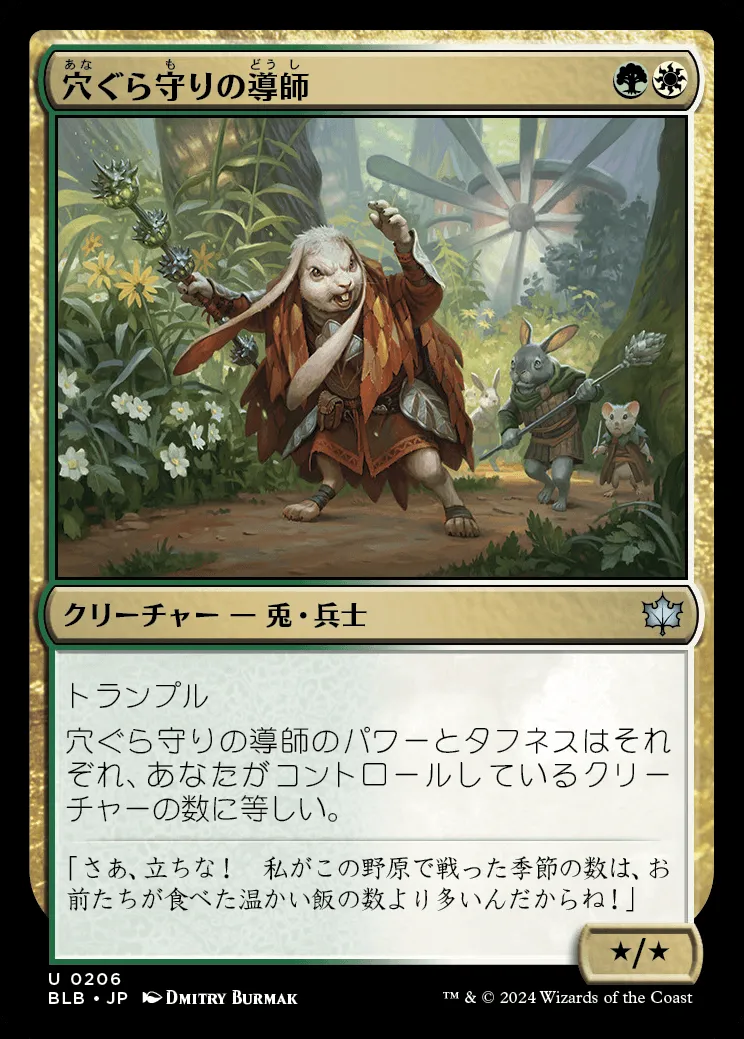 あな も どうし
穴ぐら守りの導師
クリーチャー — 兎・兵士
トランプル
穴ぐら守りの導師のパワーとタフネスはそれ
ぞれ、あなたがコントロールしているクリー
チャーの数に等しい。
「さあ、立ちな!　私がこの野原で戦った季節の数は、お
前たちが食べた温かい飯の数より多いんだからね!」
★/★
U 0206
BLB • JP Dmitry Burmak
™ & © 2024 Wizards of the Coast